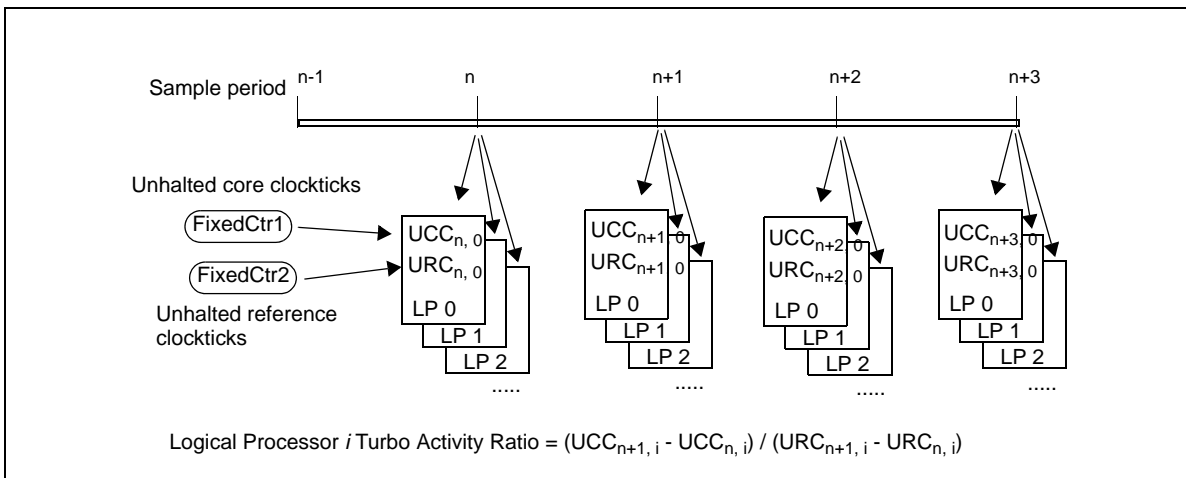 Sample period n-1 n n+1 n+2 n+3
Unhalted core clockticks
FixedCtr1
FixedCtr2
Unhalted reference
clockticks
UCCn, 0
URCn, 0
LP 0
LP 1
LP 2
.....
UCCn+1, 0
URCn+1 0
LP 0
LP 1
LP 2
.....
UCCn+2, 0
URCn+2, 0
LP 0
LP 1
LP 2
.....
UCCn+3, 0
URCn+3, 0
LP 0
LP 1
LP 2
.....
Logical Processor i Turbo Activity Ratio = (UCCn+1, i - UCCn, i) / (URCn+1, i - URCn, i)